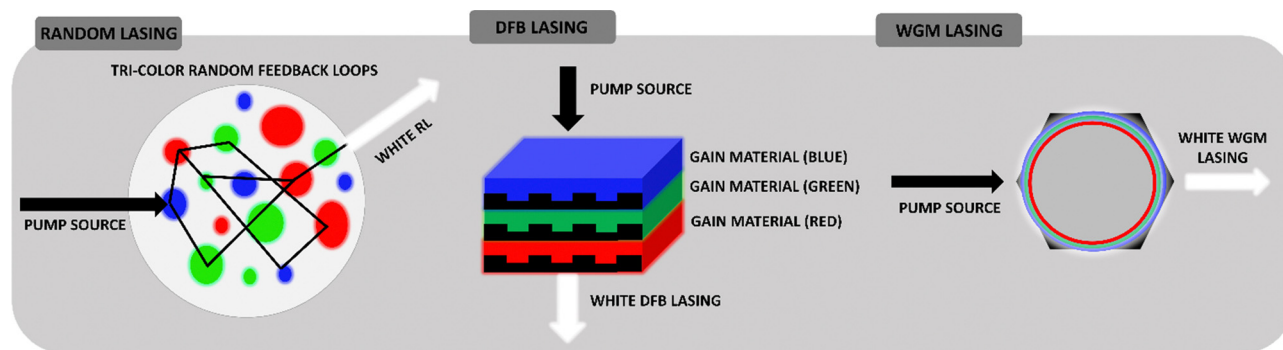 RANDOM LASING
TRI-COLOR RANDOM FEEDBACK LOOPS
WHITE RL
PUMP SOURCE
DFB LASING
PUMP SOURCE
GAIN MATERIAL (BLUE)
GAIN MATERIAL (GREEN)
GAIN MATERIAL (RED)
WHITE DFB LASING
WGM LASING
PUMP SOURCE
WHITE WGM
LASING